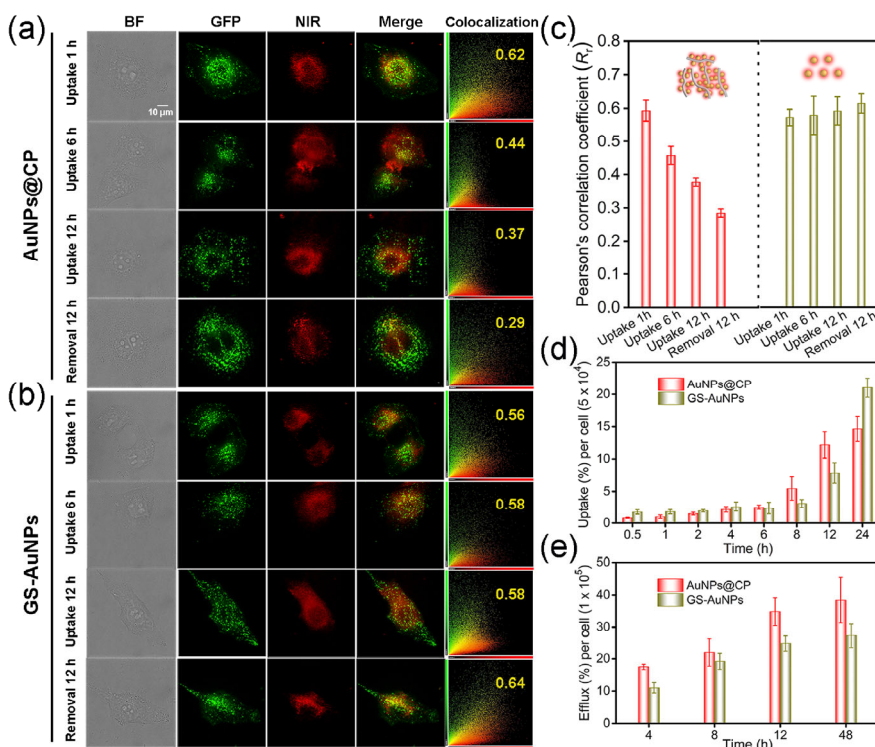 (a)
BF GFP NIR Merge Colocalization
AuNPs@CP
Uptake 1 h
10 µm
0.62
Uptake 6 h
0.44
Uptake 12 h
0.37
Removal 12 h
0.29
(b)
GS-AuNPs
Uptake 1 h
0.56
Uptake 6 h
0.58
Uptake 12 h
0.58
Removal 12 h
0.64
(c)
Pearson's correlation coefficient (Rr)
0.8
0.7
0.6
0.5
0.4
0.3
0.2
0.1
0.0
Uptake 1h
Uptake 6 h
Uptake 12 h
Removal 12 h
Uptake 1h
Uptake 6 h
Uptake 12 h
Removal 12 h
(d)
Uptake (%) per cell (5 x 10⁴)
25
20
15
10
5
0
AuNPs@CP
GS-AuNPs
0.5 1 2 4 6 8 12 24
Time (h)
(e)
Efflux (%) per cell (1 x 10⁵)
50
40
30
20
10
0
AuNPs@CP
GS-AuNPs
4 8 12 48
Time (h)